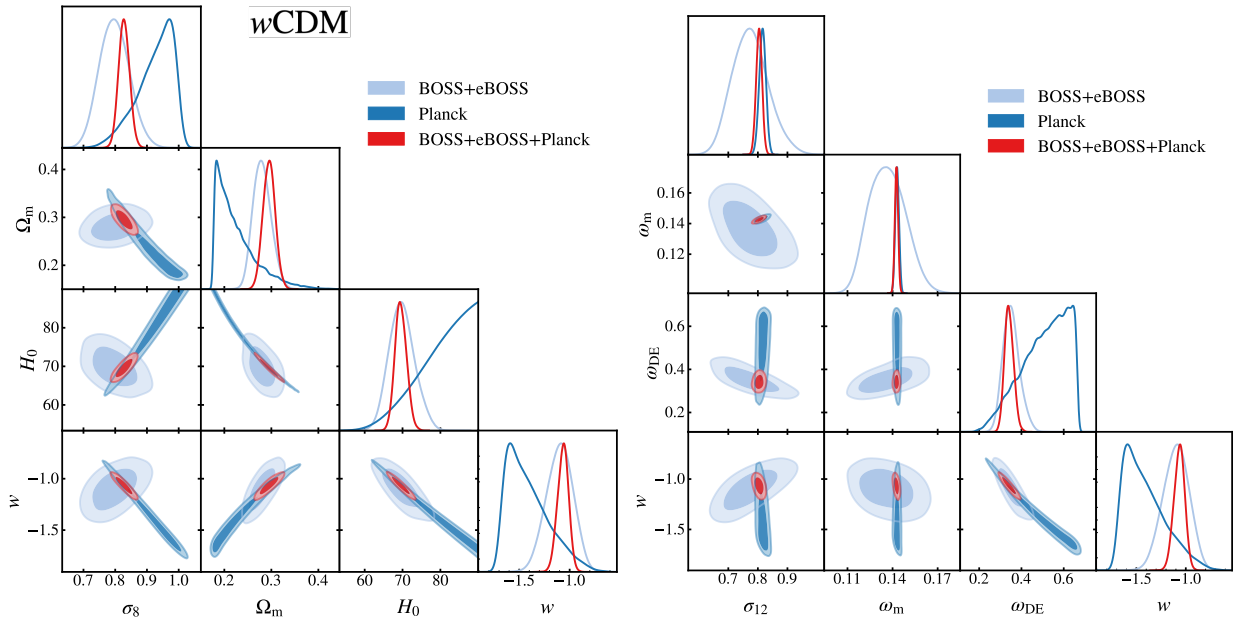 wCDM
BOSS+eBOSS
Planck
BOSS+eBOSS+Planck
Ωm
0.4
0.3
0.2
H0
80
70
60
w
−1.0
−1.5
0.7 0.8 0.9 1.0
0.2 0.3 0.4
60 80
−1.5 −1.0
σ8
Ωm
H0
w
BOSS+eBOSS
Planck
BOSS+eBOSS+Planck
ωm
0.16
0.14
0.12
ωDE
0.6
0.4
0.2
w
−1.0
−1.5
0.7 0.8 0.9
0.11 0.14 0.17
0.2 0.4 0.6
−1.5 −1.0
σ12
ωm
ωDE
w